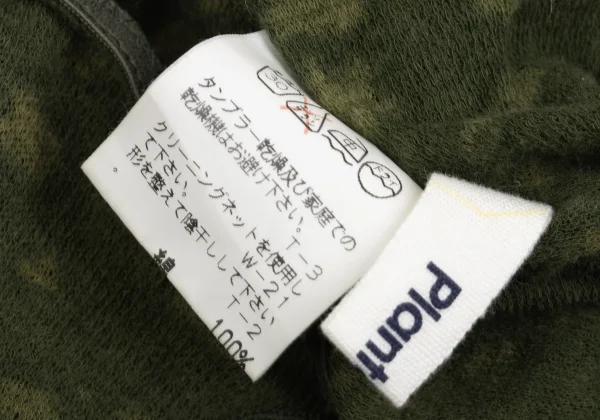 タンブラー乾燥及び家庭での
乾燥機はお避け下さい。T-3
クリーニングネットを使用し
て下さい。 W-21
形を整えて陰干しして下さい
。 T-2
綿 100%
Plant